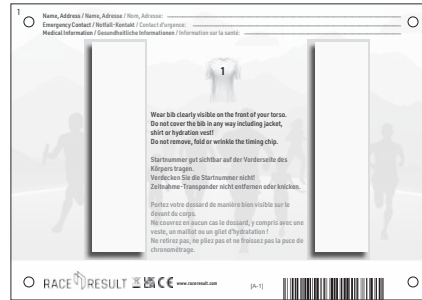 1
Name, Address / Name, Adresse / Nom, Adresse:
Emergency Contact / Notfall-Kontakt / Contact d'urgence:
Medical Information / Gesundheitliche Informationen / Information sur la santé:
1
Wear bib clearly visible on the front of your torso.
Do not cover the bib in any way including jacket,
shirt or hydration vest!
Do not remove, fold or wrinkle the timing chip.
Startnummer gut sichtbar auf der Vorderseite des
Körpers tragen.
Verdecken Sie die Startnummer nicht!
Zeitnahme-Transponder nicht entfernen oder knicken.
Portez votre dossard de manière bien visible sur le
devant du corps.
Ne couvrez en aucun cas le dossard, y compris avec une
veste, un maillot ou un gilet d'hydratation !
Ne retirez pas, ne pliez pas et ne froissez pas la puce de
chronométrage.
RACE RESULT UK CA CE www.raceresult.com [A-1]